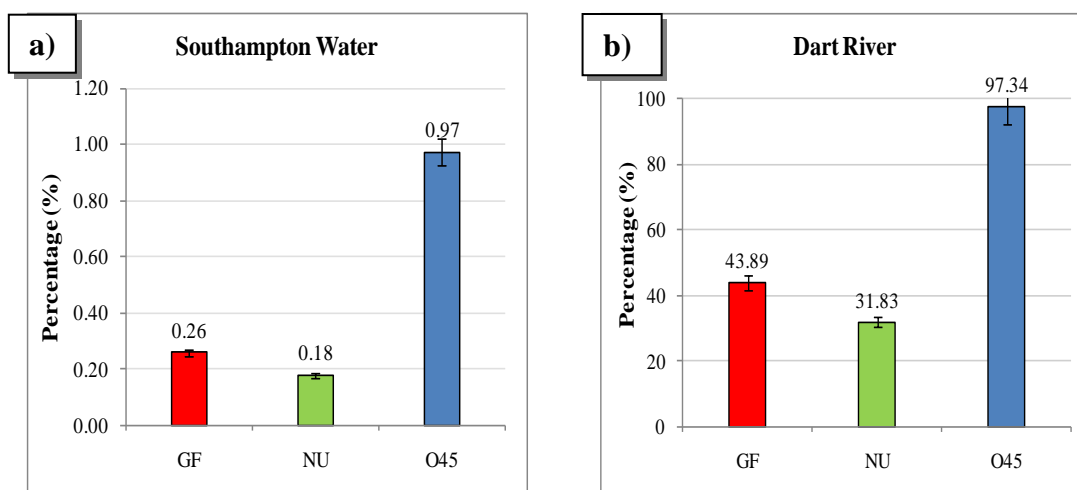 a)
Southampton Water
Percentage (%)
1.20
1.00
0.80
0.60
0.40
0.20
0.00
0.26
0.18
0.97
GF NU O45
b)
Dart River
Percentage (%)
100
80
60
40
20
0
43.89
31.83
97.34
GF NU O45